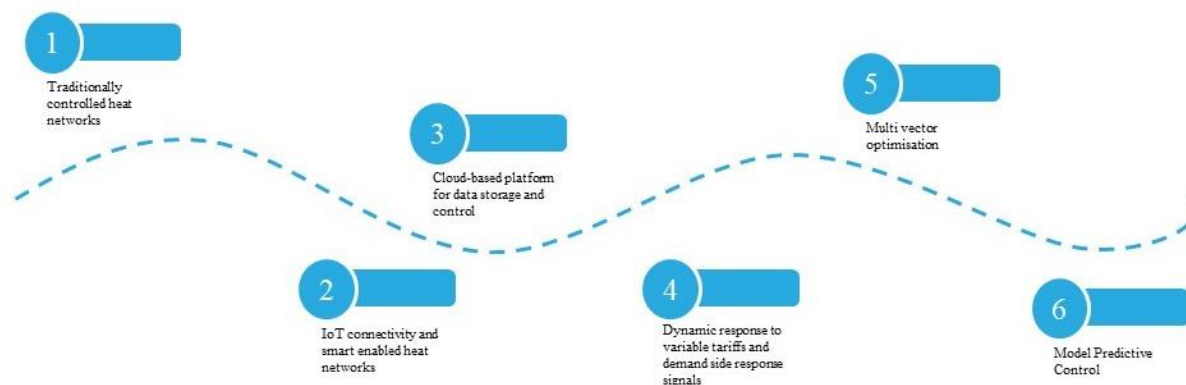 1
Traditionally
controlled heat
networks
2
IoT connectivity and
smart enabled heat
networks
3
Cloud-based platform
for data storage and
control
4
Dynamic response to
variable tariffs and
demand side response
signals
5
Multi vector
optimisation
6
Model Predictive
Control